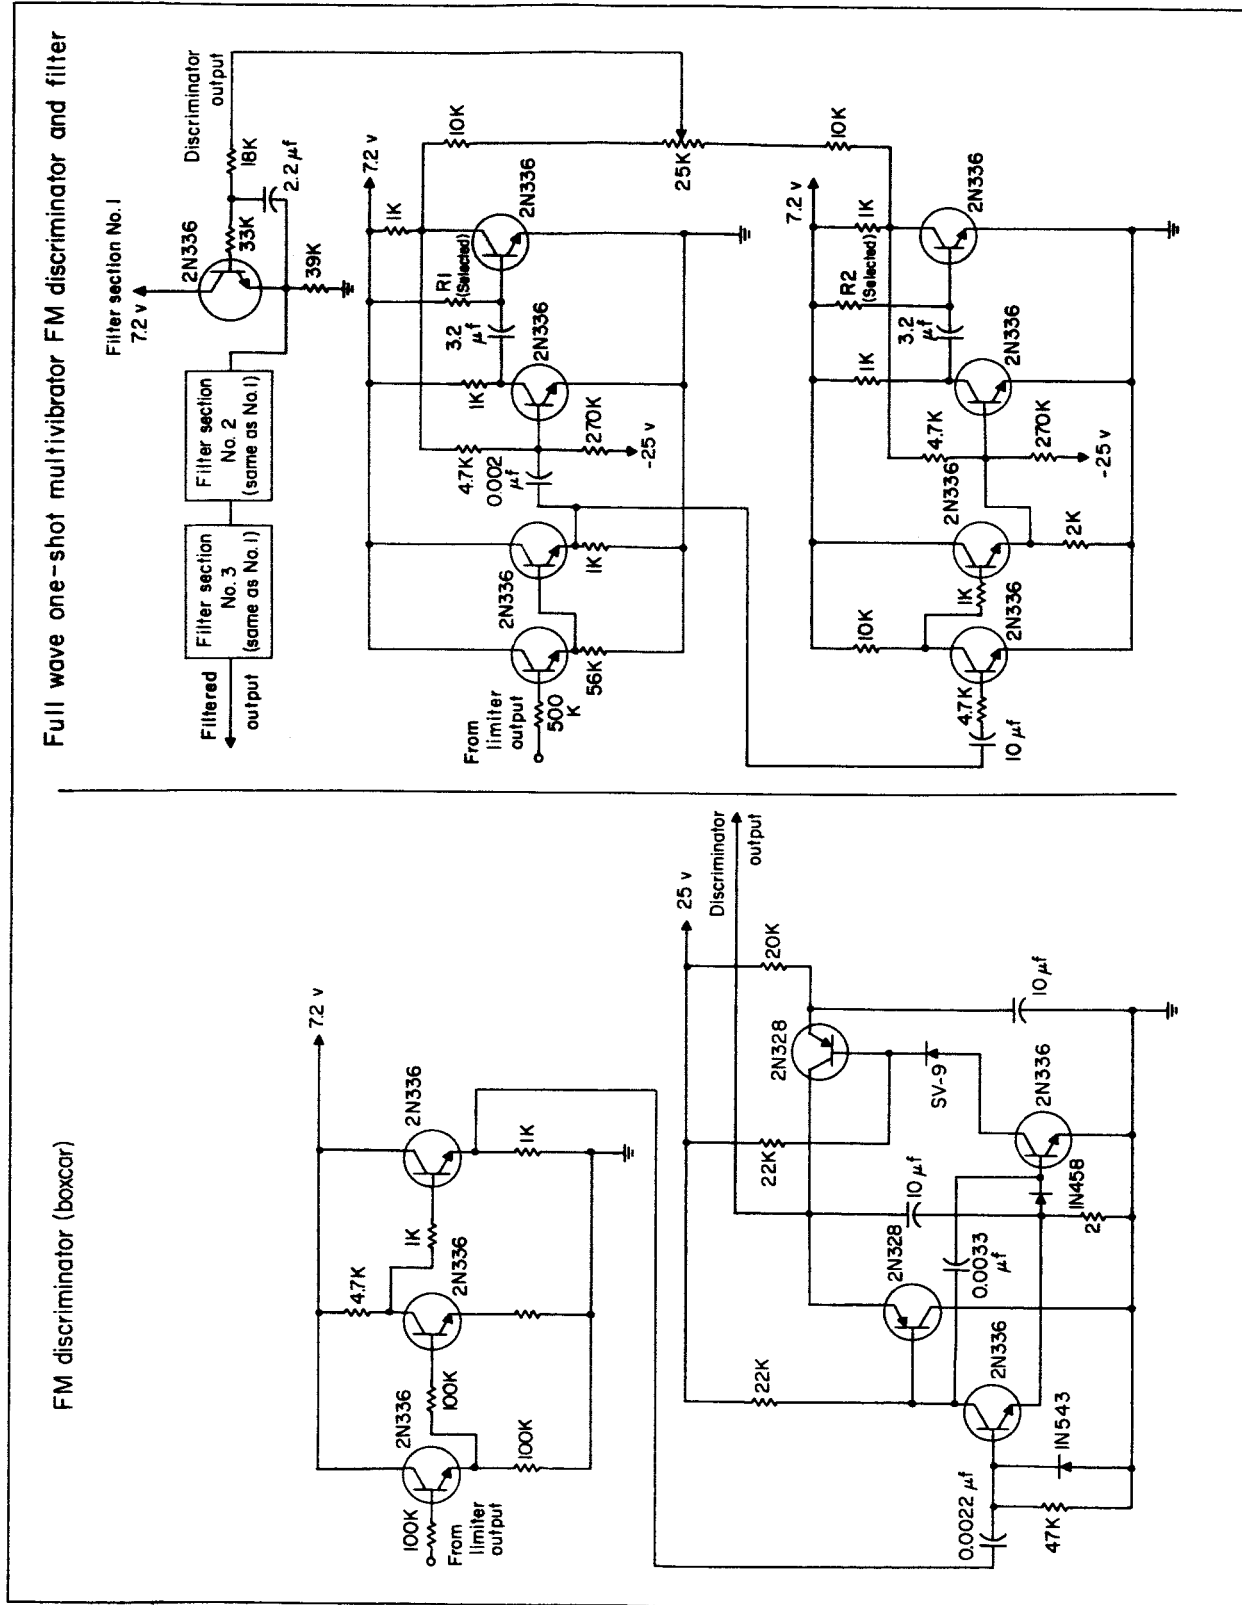 Full wave one-shot multivibrator FM discriminator and filter
Filter section No. 1
7.2 v
2N336
33K
18K
2.2 µf
39K
Discriminator
output
Filter section
No. 2
(same as No. 1)
Filter section
No. 3
(same as No. 1)
Filtered
output
7.2 v
1K
10K
25K
10K
2N336
R1
(Selected)
3.2
µf
2N336
1K
4.7K
270K
-25 v
0.002
µf
2N336
1K
56K
500
K
From
limiter
output
7.2 v
1K
2N336
R2
(Selected)
3.2
µf
2N336
1K
4.7K
270K
-25 v
2N336
2K
1K
10K
2N336
4.7K
10 µf
FM discriminator (boxcar)
7.2 v
2N336
1K
1K
2N336
4.7K
2N336
100K
100K
100K
From
limiter
output
25 v
Discriminator
output
20K
10 µf
2N328
SV-9
22K
2N336
10 µf
1N458
2
2N328
0.0033
µf
22K
2N336
1N543
0.0022 µf
47K